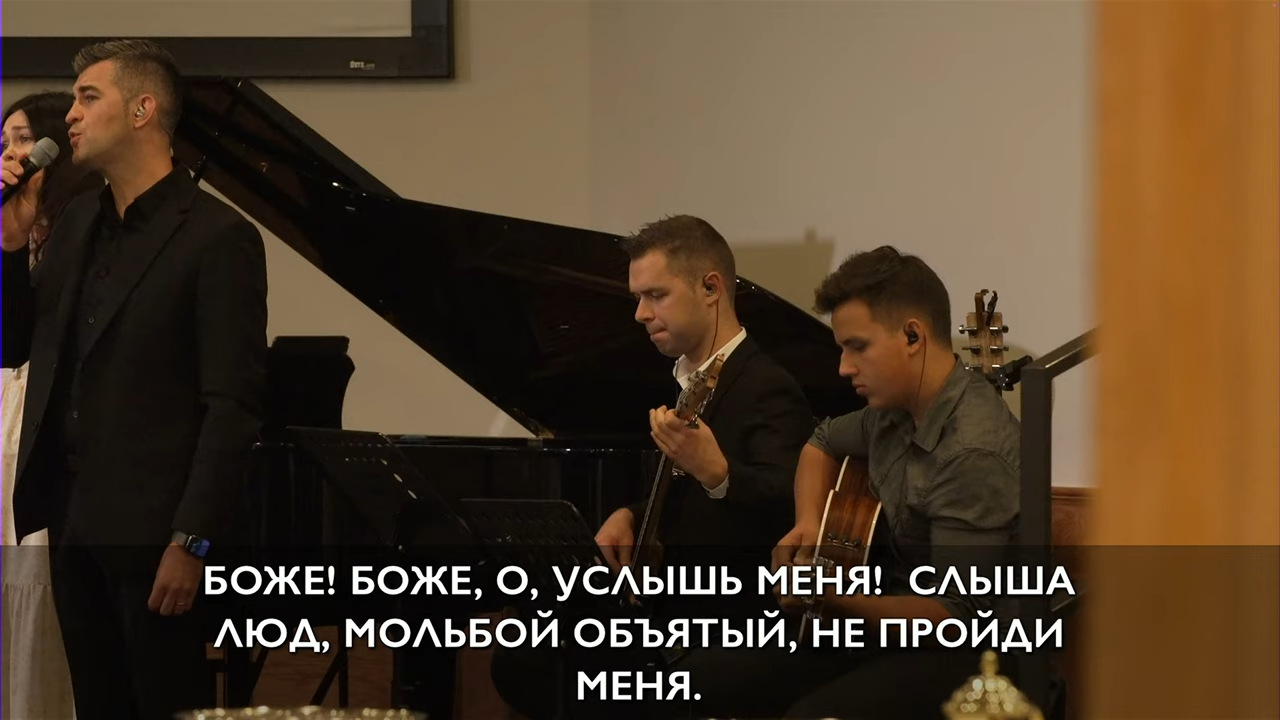 БОЖЕ! БОЖЕ, О, УСЛЫШЬ МЕНЯ!  СЛЫША
ЛЮД, МОЛЬБОЙ ОБЪЯТЫЙ, НЕ ПРОЙДИ
МЕНЯ.